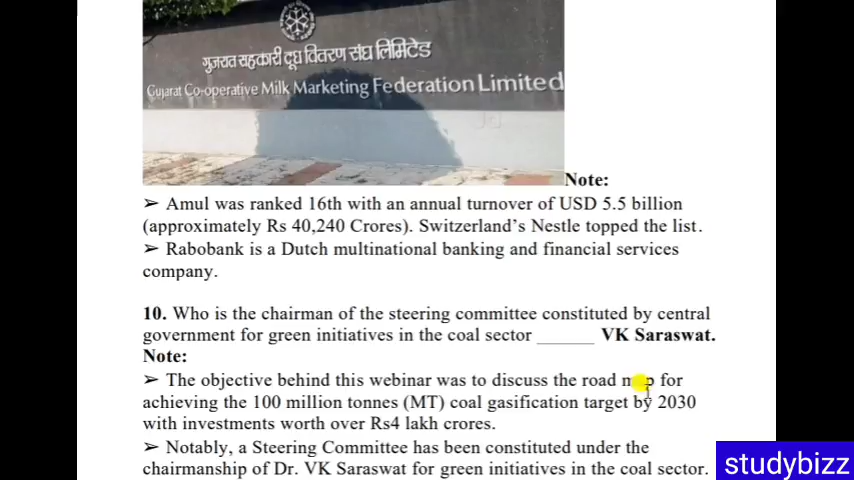 गुजरात सहकारी दूध वितरण संघ लिमिटेड
Gujarat Co-operative Milk Marketing Federation Limited
Note:
➢ Amul was ranked 16th with an annual turnover of USD 5.5 billion
(approximately Rs 40,240 Crores). Switzerland’s Nestle topped the list.
➢ Rabobank is a Dutch multinational banking and financial services
company.
10. Who is the chairman of the steering committee constituted by central
government for green initiatives in the coal sector ______ VK Saraswat.
Note:
➢ The objective behind this webinar was to discuss the road map for
achieving the 100 million tonnes (MT) coal gasification target by 2030
with investments worth over Rs4 lakh crores.
➢ Notably, a Steering Committee has been constituted under the
chairmanship of Dr. VK Saraswat for green initiatives in the coal sector.
studybizz